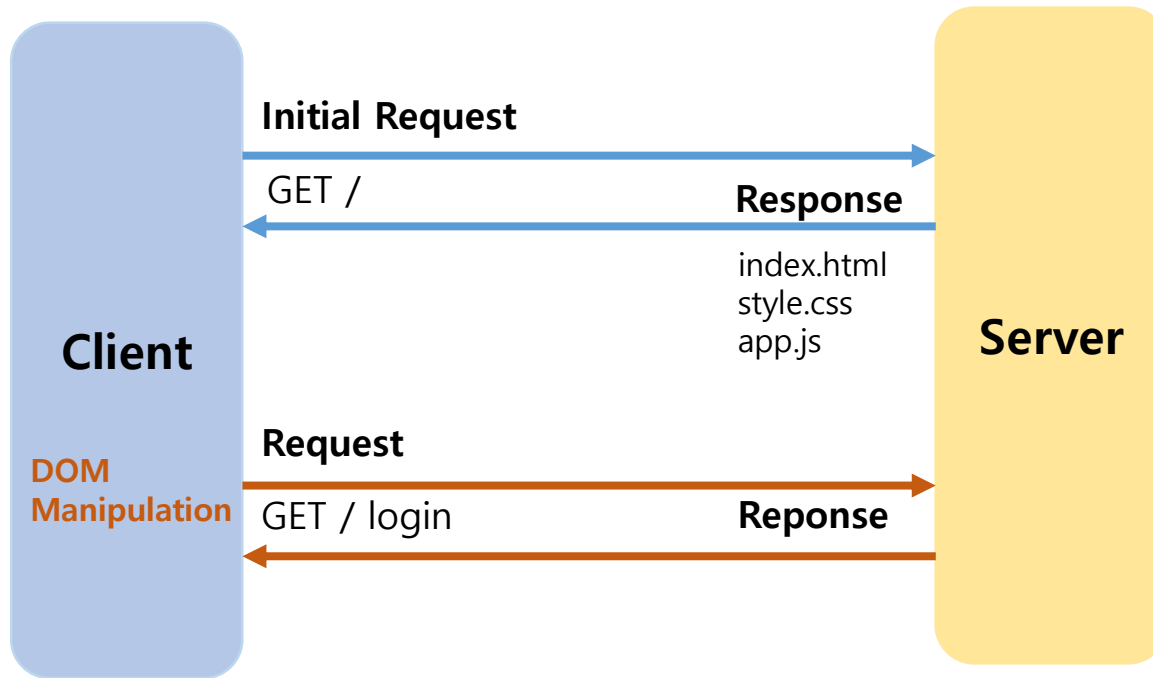 Initial Request
GET /
Response
index.html
style.css
app.js
Client
Server
Request
DOM
Manipulation
GET / login
Reponse